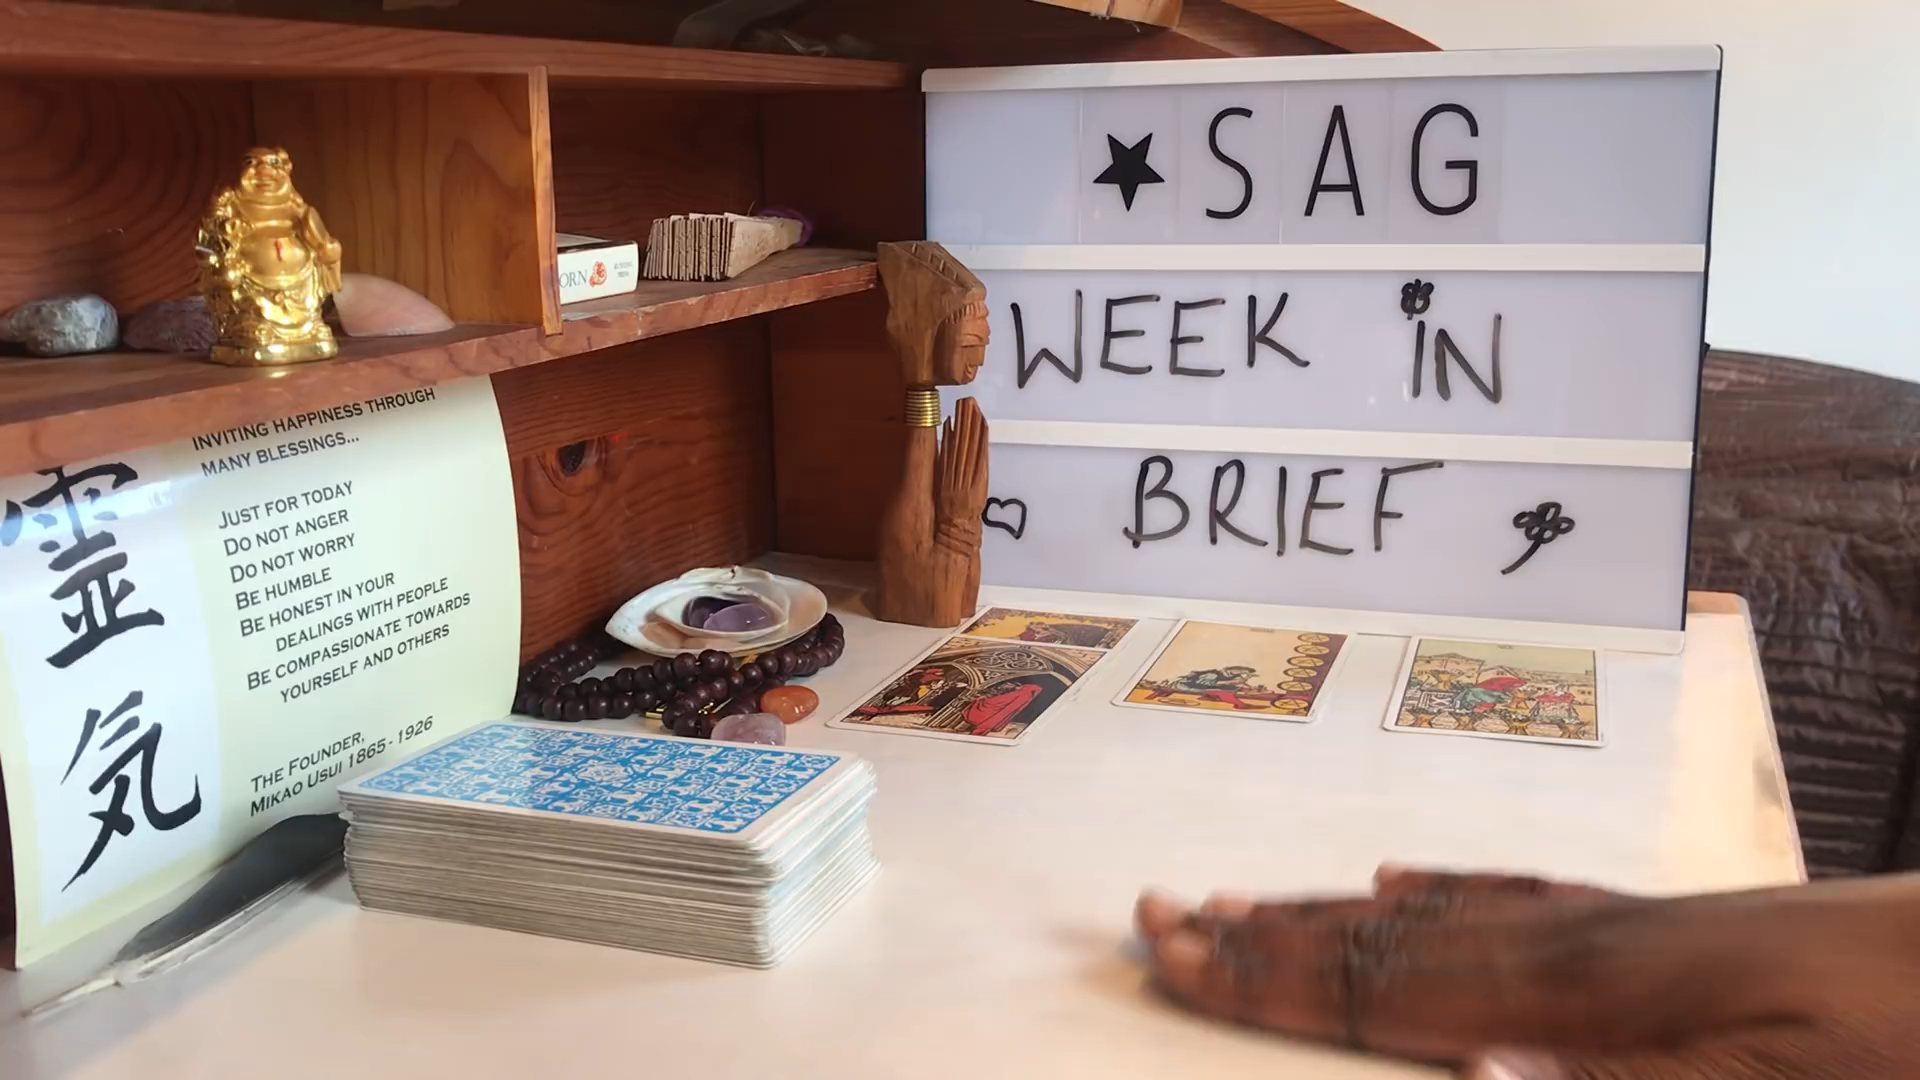 ★ SAG
WEEK IN
BRIEF
ORN
INVITING HAPPINESS THROUGH
MANY BLESSINGS...
JUST FOR TODAY
DO NOT ANGER
DO NOT WORRY
BE HUMBLE
BE HONEST IN YOUR
DEALINGS WITH PEOPLE
BE COMPASSIONATE TOWARDS
YOURSELF AND OTHERS
THE FOUNDER,
MIKAO USUI 1865 - 1926
靈
気